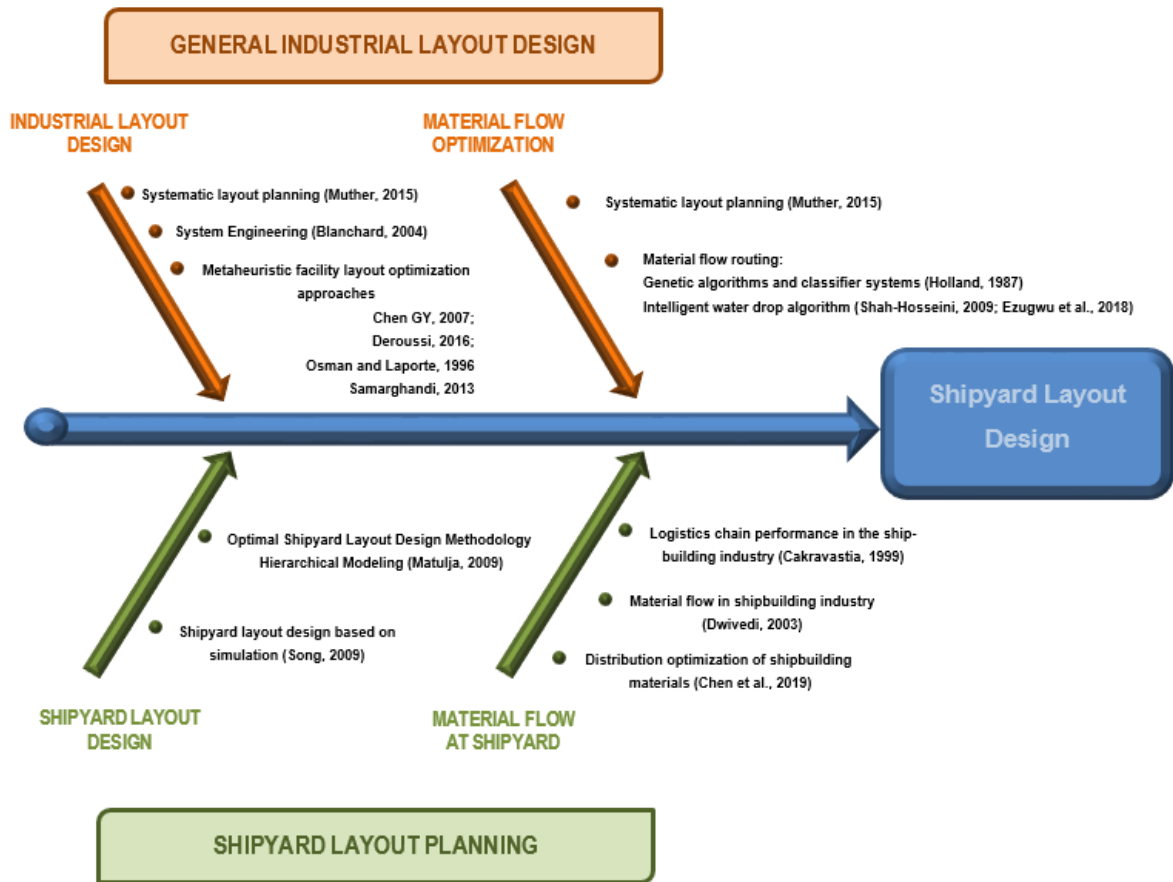 GENERAL INDUSTRIAL LAYOUT DESIGN
INDUSTRIAL LAYOUT
DESIGN
Systematic layout planning (Muther, 2015)
System Engineering (Blanchard, 2004)
Metaheuristic facility layout optimization
approaches
Chen GY, 2007;
Deroussi, 2016;
Osman and Laporte, 1996
Samarghandi, 2013
MATERIAL FLOW
OPTIMIZATION
Systematic layout planning (Muther, 2015)
Material flow routing:
Genetic algorithms and classifier systems (Holland, 1987)
Intelligent water drop algorithm (Shah-Hosseini, 2009; Ezugwu et al., 2018)
Shipyard Layout
Design
Optimal Shipyard Layout Design Methodology
Hierarchical Modeling (Matulja, 2009)
Shipyard layout design based on
simulation (Song, 2009)
SHIPYARD LAYOUT
DESIGN
Logistics chain performance in the ship-
building industry (Cakravastia, 1999)
Material flow in shipbuilding industry
(Dwivedi, 2003)
Distribution optimization of shipbuilding
materials (Chen et al., 2019)
MATERIAL FLOW
AT SHIPYARD
SHIPYARD LAYOUT PLANNING